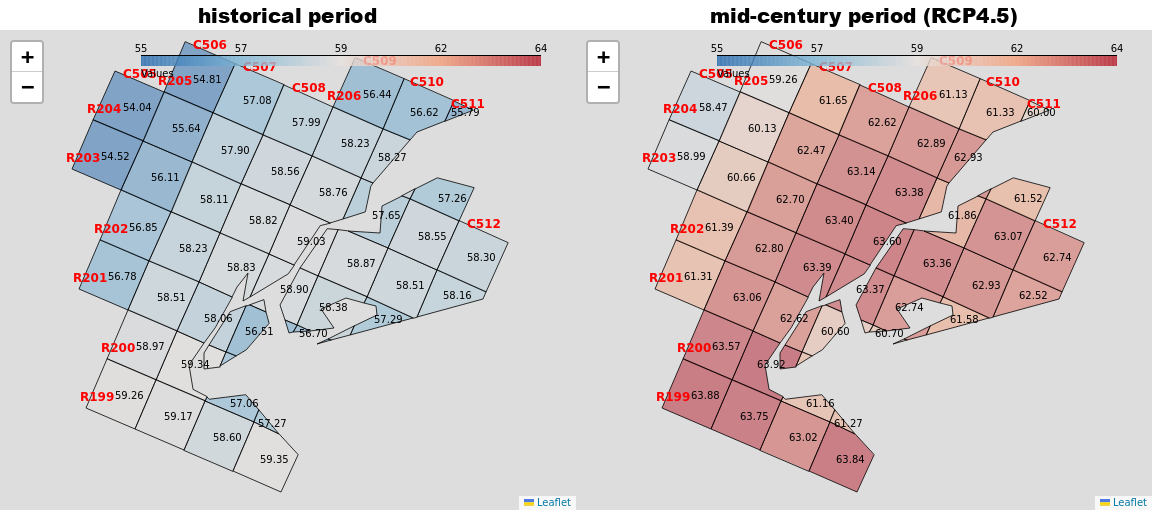 historical period
mid-century period (RCP4.5)
+
−
55 57 59 62 64
Values
C505 C506 C507 C508 C509 C510 C511 C512
R206
R205
R204
R203
R202
R201
R200
R199
54.81
54.04 57.08 56.44
56.62 55.79
55.64 57.99
58.23
54.52 57.90 58.27
56.11 58.56
58.76
58.11 57.26
58.82 57.65
56.85 59.03 58.55
58.23
58.83 58.87 58.30
56.78 58.90 58.51
58.51 58.38 58.16
58.06 57.29
56.51 56.70
58.97
59.34
59.26
57.06
59.17 57.27
58.60
59.35
Leaflet
+
−
55 57 59 62 64
Values
C505 C506 C507 C508 C509 C510 C511 C512
R206
R205
R204
R203
R202
R201
R200
R199
59.26
58.47 61.65 61.13
61.33 60.00
60.13 62.62
62.89
58.99 62.47 62.93
60.66 63.14
63.38
62.70 61.52
63.40 61.86
61.39 63.60 63.07
62.80
63.39 63.36 62.74
61.31 63.37 62.93
63.06 62.74 62.52
62.62 61.58
60.60 60.70
63.57
63.92
63.88
61.16
63.75 61.27
63.02
63.84
Leaflet